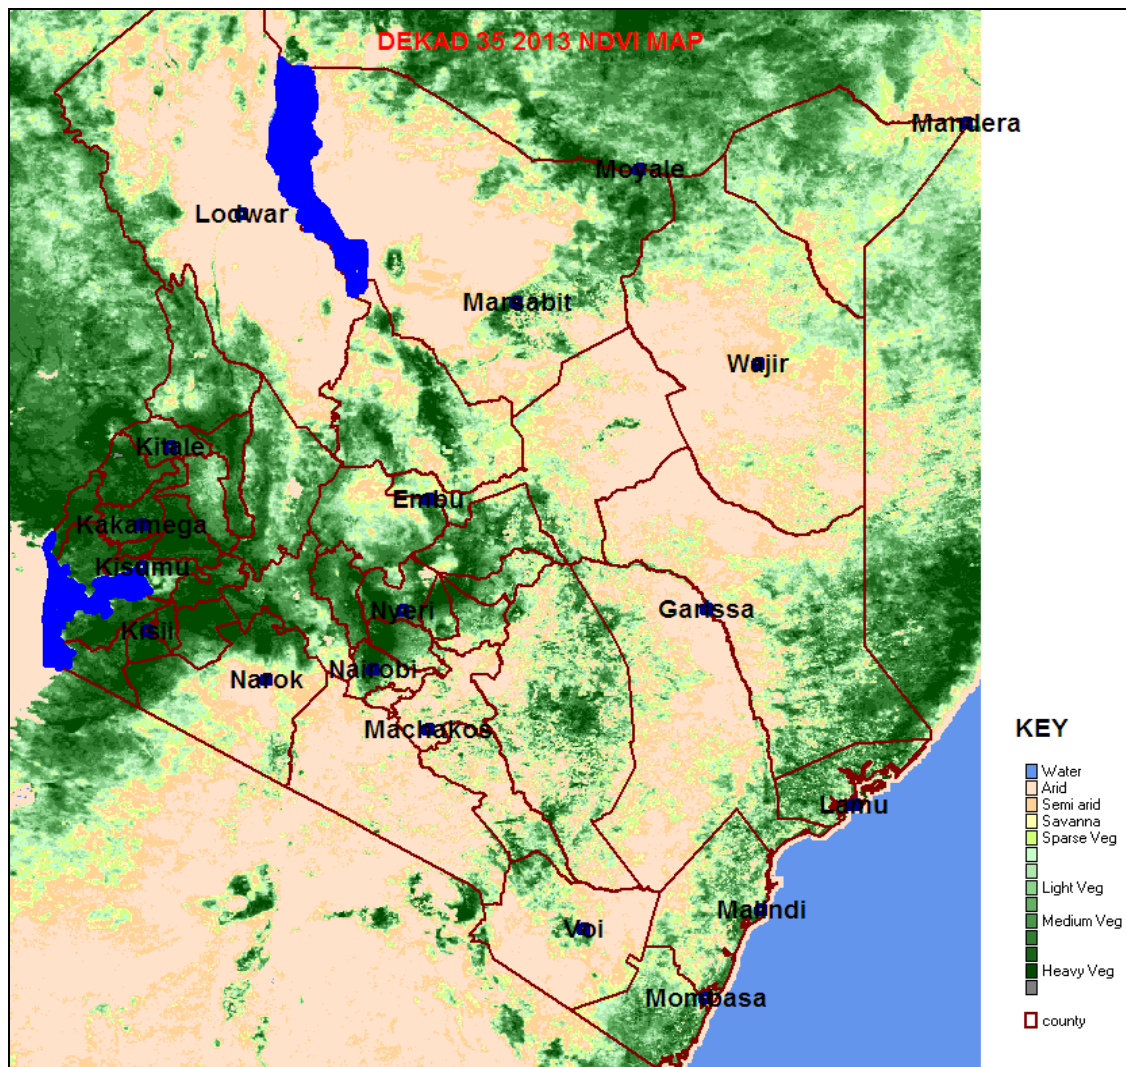 DEKAD 35 2013 NDVI MAP
Mandera
Moyale
Lodwar
Marsabit
Wajir
Kitale
Embu
Kakamega
Kisumu
Nyeri
Garissa
Kisii
Nairobi
Narok
Machakos
Lamu
Malindi
Voi
Mombasa
KEY
Water
Arid
Semi arid
Savanna
Sparse Veg
Light Veg
Medium Veg
Heavy Veg
county